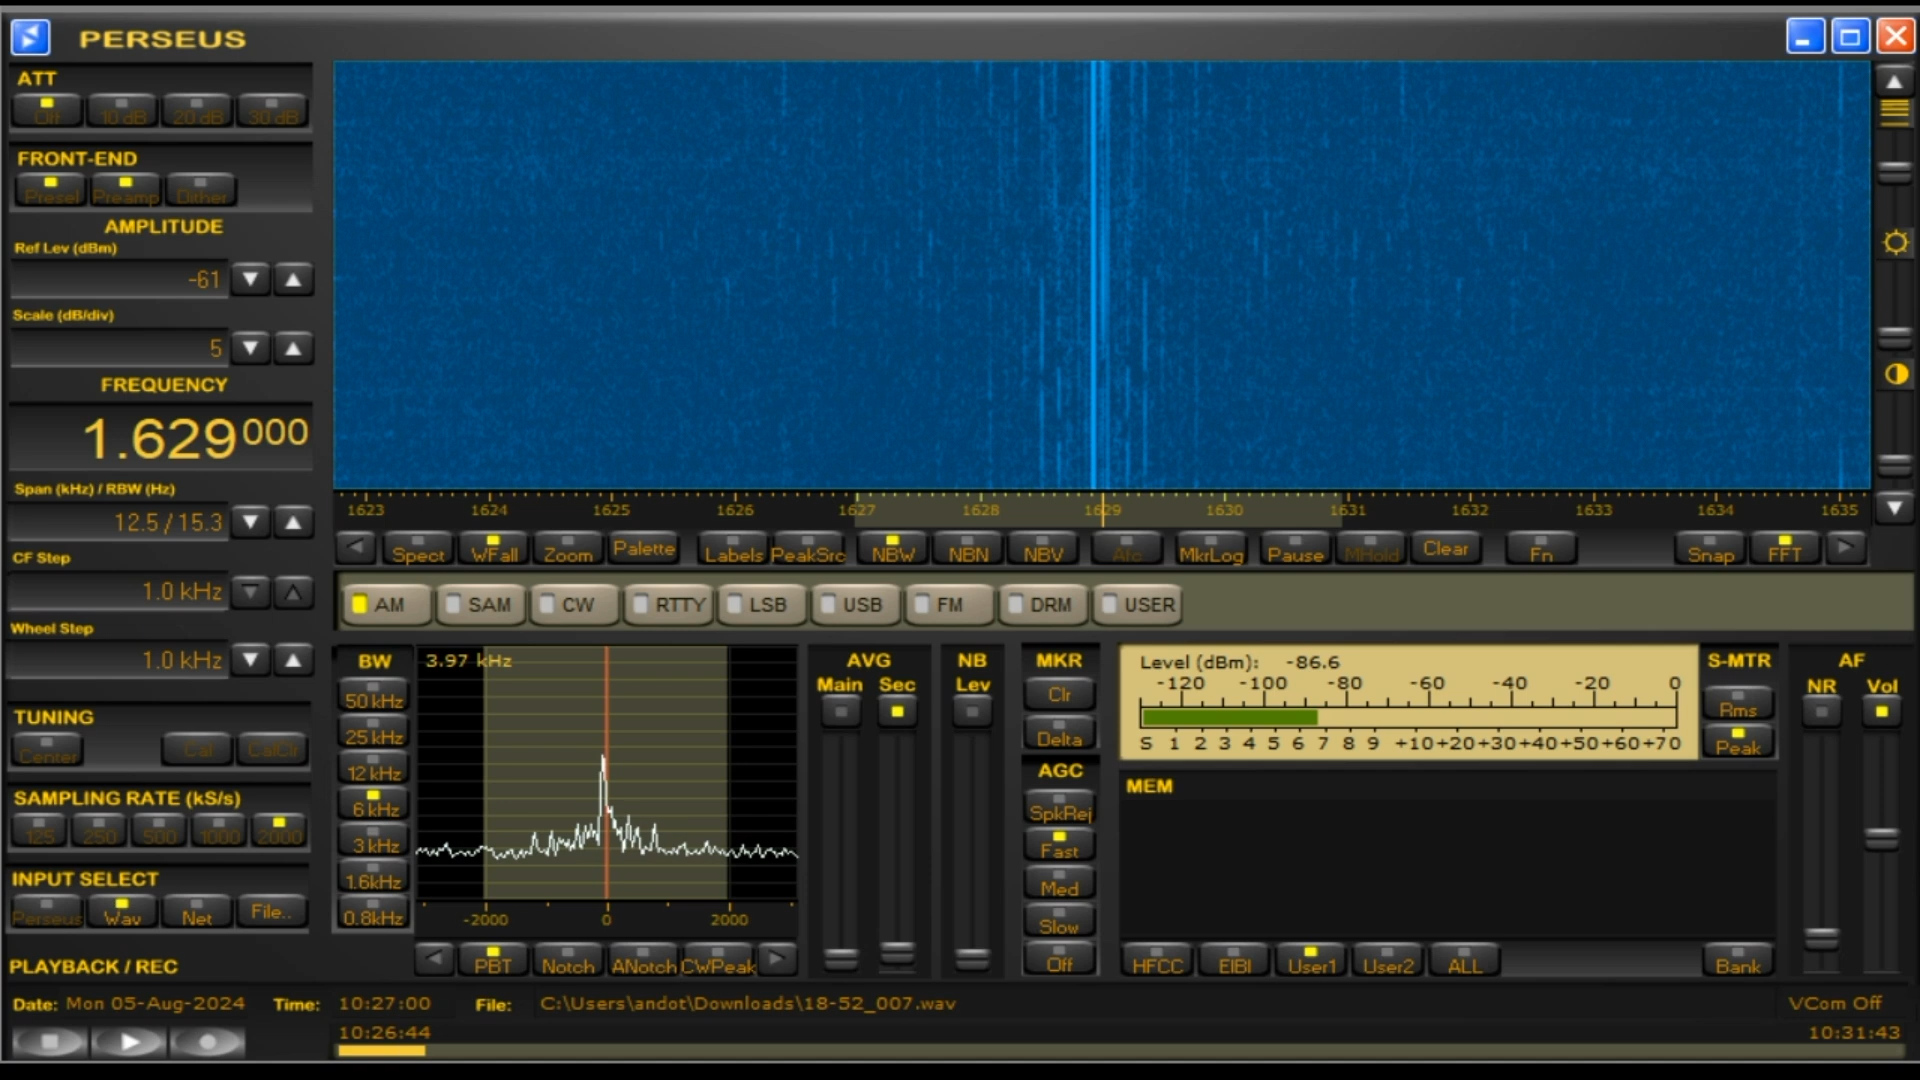 PERSEUS
ATT
Off 10 dB 20 dB 30 dB
FRONT-END
Presel Preamp Dither
AMPLITUDE
Ref Lev (dBm)
-61
Scale (dB/div)
5
FREQUENCY
1.629000
Span (kHz) / RBW (Hz)
12.5 / 15.3
CF Step
1.0 kHz
Wheel Step
1.0 kHz
TUNING
Center Cal CalClr
SAMPLING RATE (kS/s)
125 250 500 1000 2000
INPUT SELECT
Perseus Wav Net File..
1623 1624 1625 1626 1627 1628 1629 1630 1631 1632 1633 1634 1635
Spect WFall Zoom Palette Labels PeakSrc NBW NBN NBV Afc MkrLog Pause MHold Clear Fn Snap FFT
AM SAM CW RTTY LSB USB FM DRM USER
BW
50 kHz
25 kHz
12 kHz
6 kHz
3 kHz
1.6kHz
0.8kHz
3.97 kHz
-2000 0 2000
PBT Notch ANotch CWPeak
AVG
Main Sec
NB
Lev
MKR
Clr
Delta
AGC
SpkRej
Fast
Med
Slow
Off
Level (dBm): -86.6
-120 -100 -80 -60 -40 -20 0
S 1 2 3 4 5 6 7 8 9 +10+20+30+40+50+60+70
S-MTR
Rms
Peak
AF
NR Vol
MEM
HFCC EIBI User1 User2 ALL Bank
PLAYBACK / REC
Date: Mon 05-Aug-2024 Time: 10:27:00 File: C:\Users\andot\Downloads\18-52_007.wav VCom Off
10:26:44 10:31:43